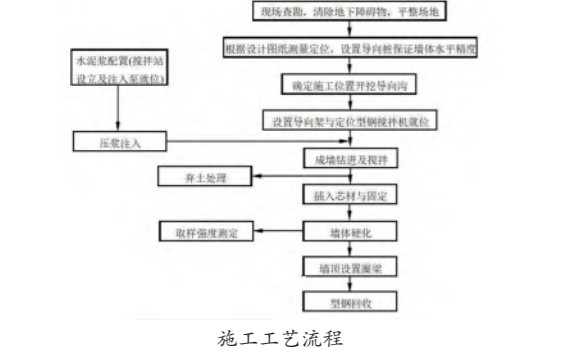 现场查勘，清除地下障碍物，平整场地
根据设计图纸测量定位，设置导向桩保证墙体水平精度
水泥浆配置(搅拌站
设立及注入泵就位)
确定施工位置开挖导向沟
设置导向架与定位型钢搅拌机就位
压浆注入
成墙钻进及搅拌
弃土处理
插入芯材与固定
取样强度测定
墙体硬化
墙顶设置圈梁
型钢回收
施工工艺流程